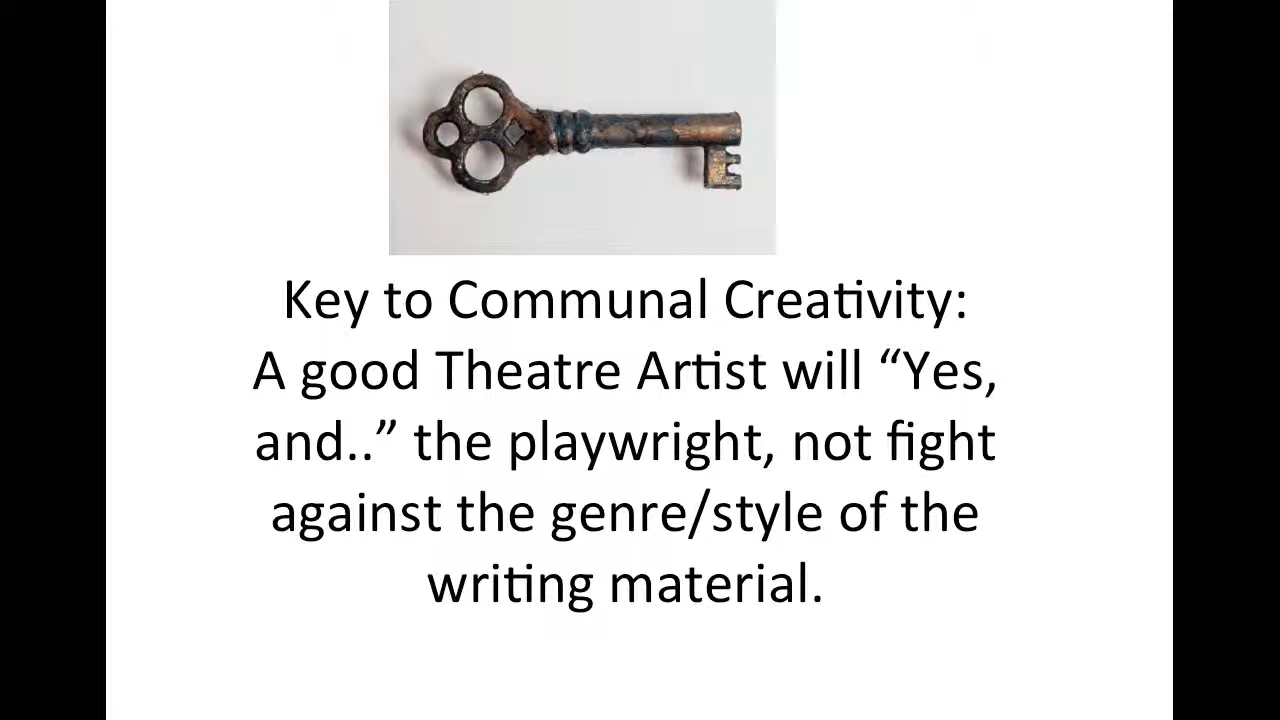 Key to Communal Creativity:
A good Theatre Artist will “Yes,
and..” the playwright, not fight
against the genre/style of the
writing material.